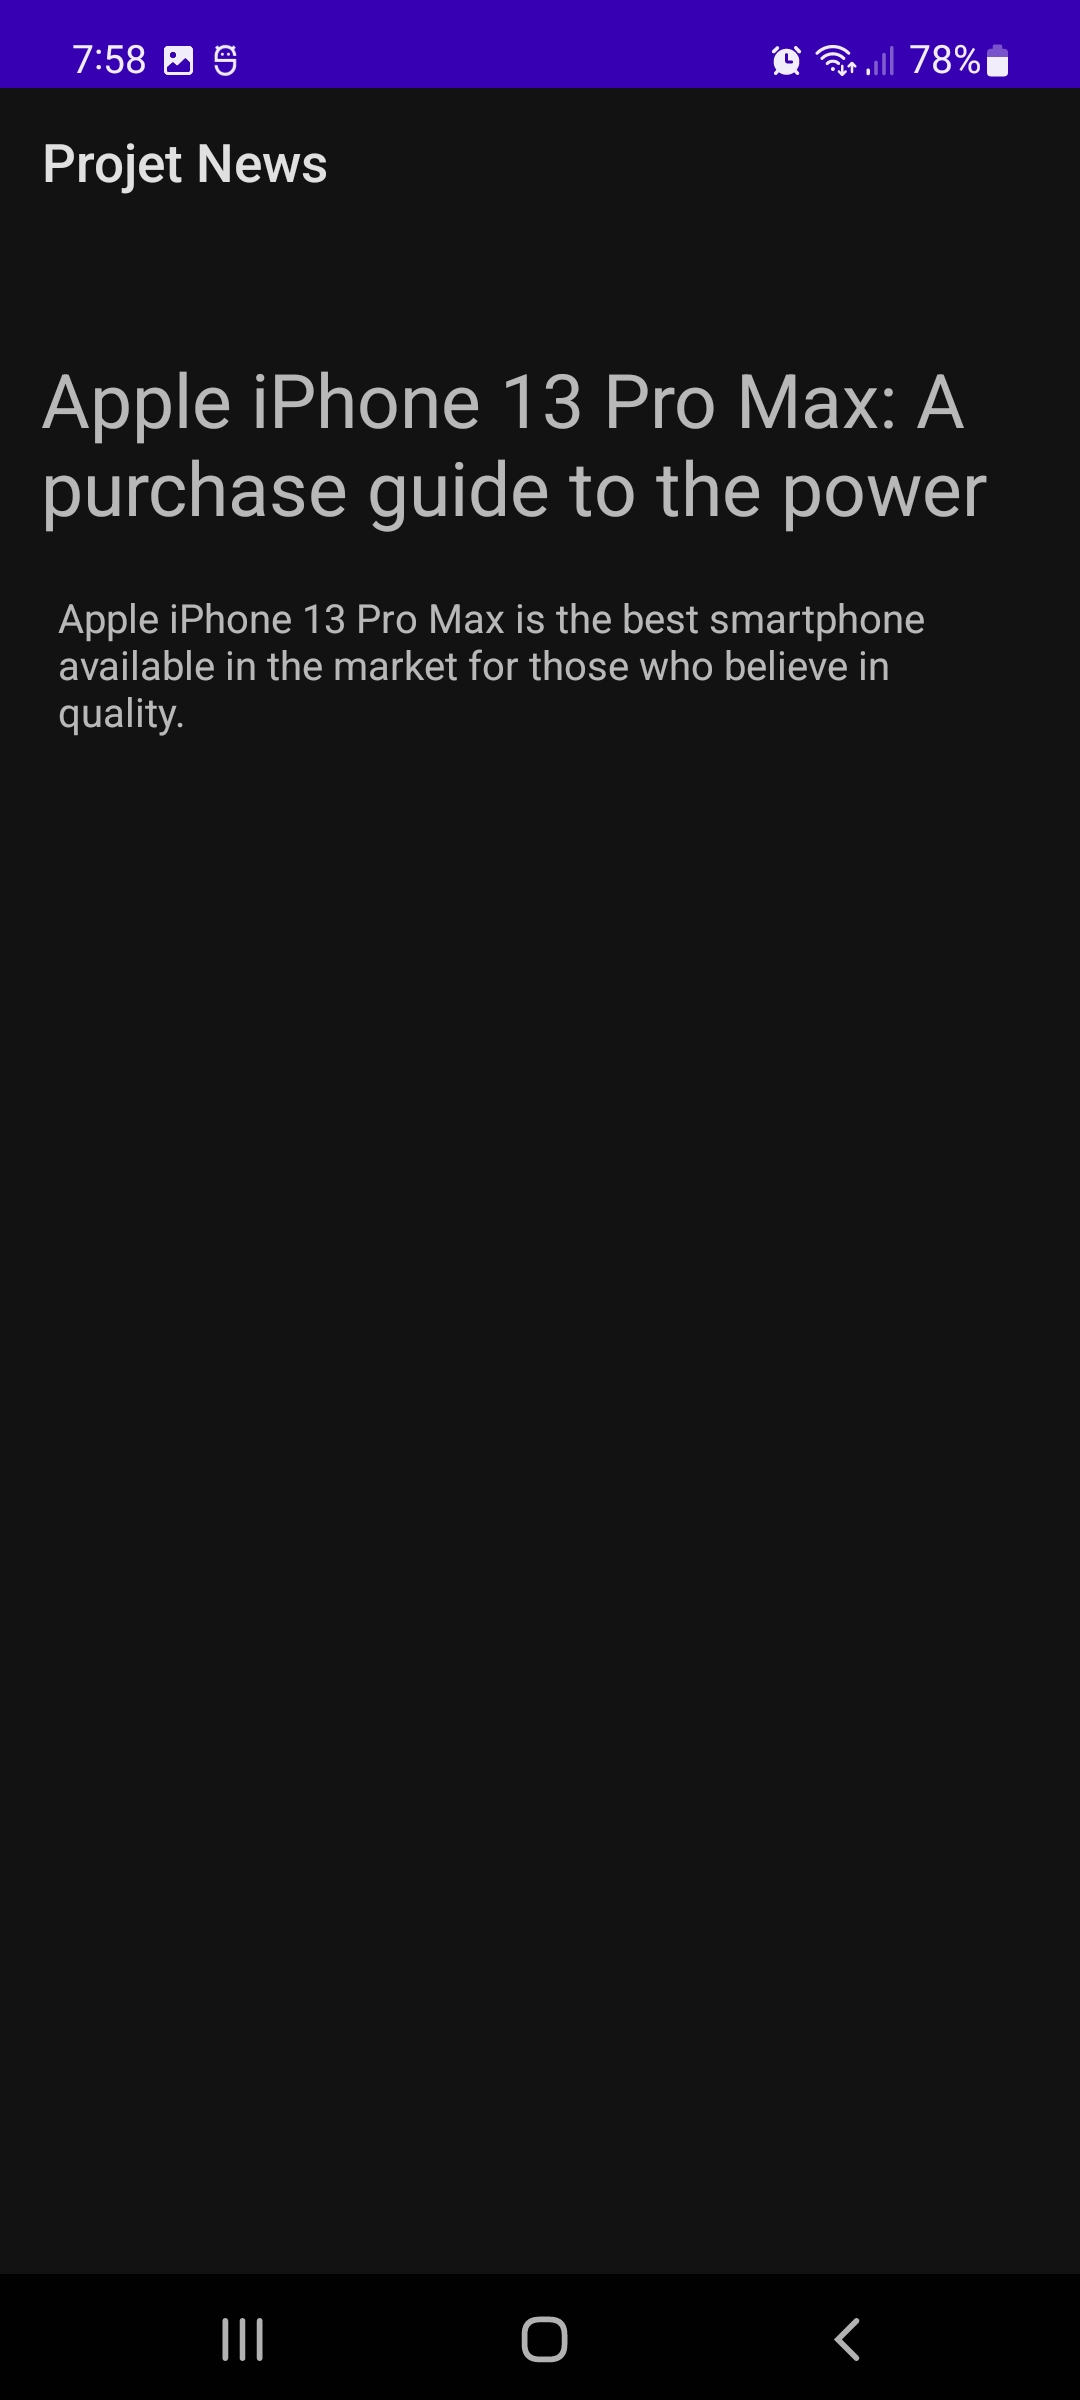 7:58 78%
Projet News
Apple iPhone 13 Pro Max: A
purchase guide to the power
Apple iPhone 13 Pro Max is the best smartphone
available in the market for those who believe in
quality.